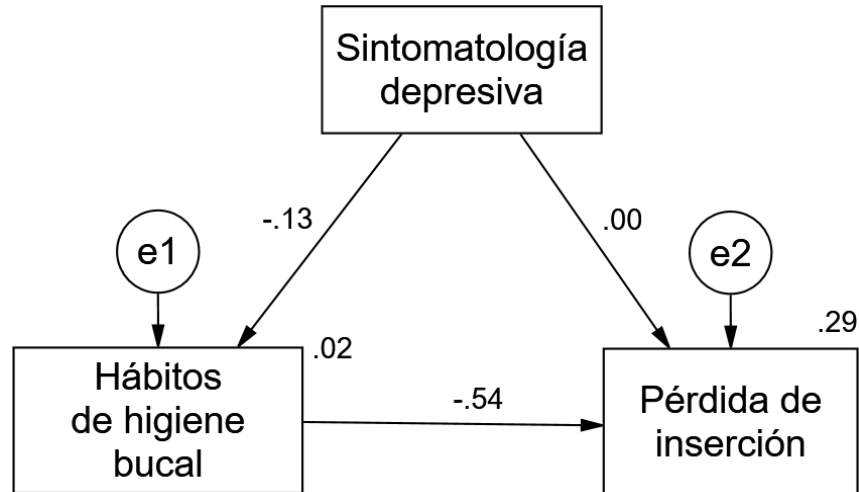 Sintomatología
depresiva
-.13
.00
e1
e2
.02
.29
Hábitos
de higiene
bucal
-.54
Pérdida de
inserción